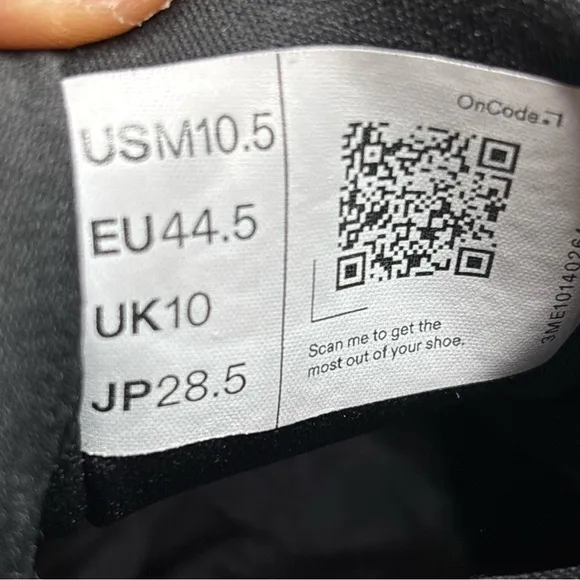 USM10.5
EU44.5
UK10
JP28.5
OnCode
Scan me to get the
most out of your shoe.